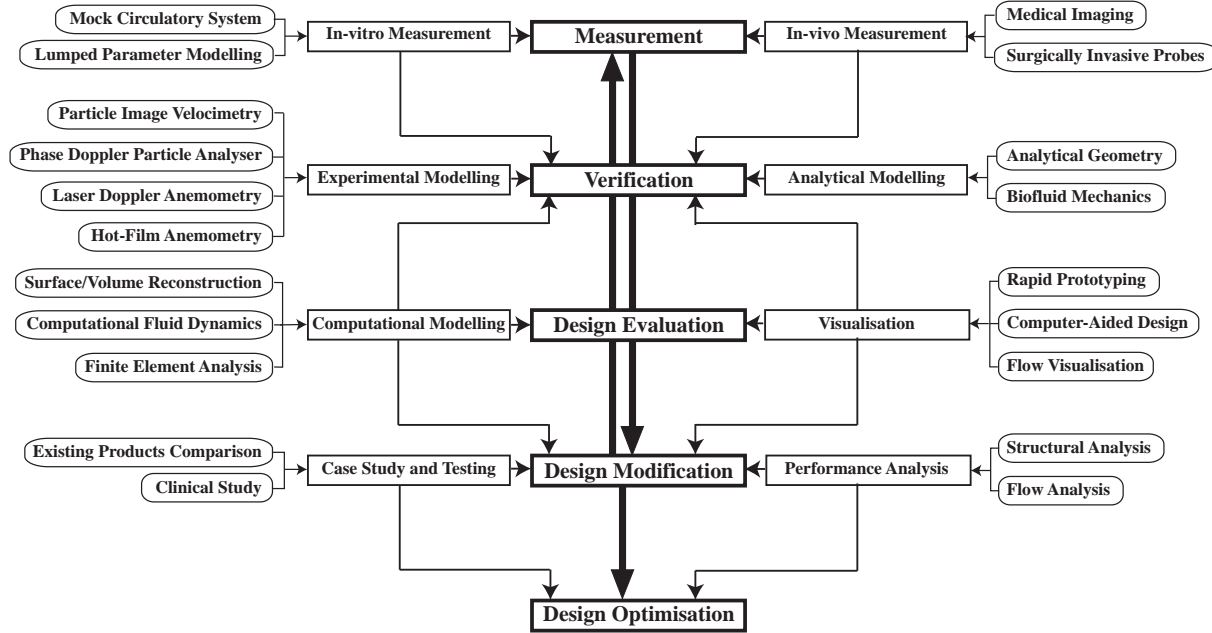 Mock Circulatory System
Lumped Parameter Modelling
In-vitro Measurement
Measurement
In-vivo Measurement
Medical Imaging
Surgically Invasive Probes
Particle Image Velocimetry
Phase Doppler Particle Analyser
Laser Doppler Anemometry
Hot-Film Anemometry
Experimental Modelling
Verification
Analytical Modelling
Analytical Geometry
Biofluid Mechanics
Surface/Volume Reconstruction
Computational Fluid Dynamics
Finite Element Analysis
Computational Modelling
Design Evaluation
Visualisation
Rapid Prototyping
Computer-Aided Design
Flow Visualisation
Existing Products Comparison
Clinical Study
Case Study and Testing
Design Modification
Performance Analysis
Structural Analysis
Flow Analysis
Design Optimisation